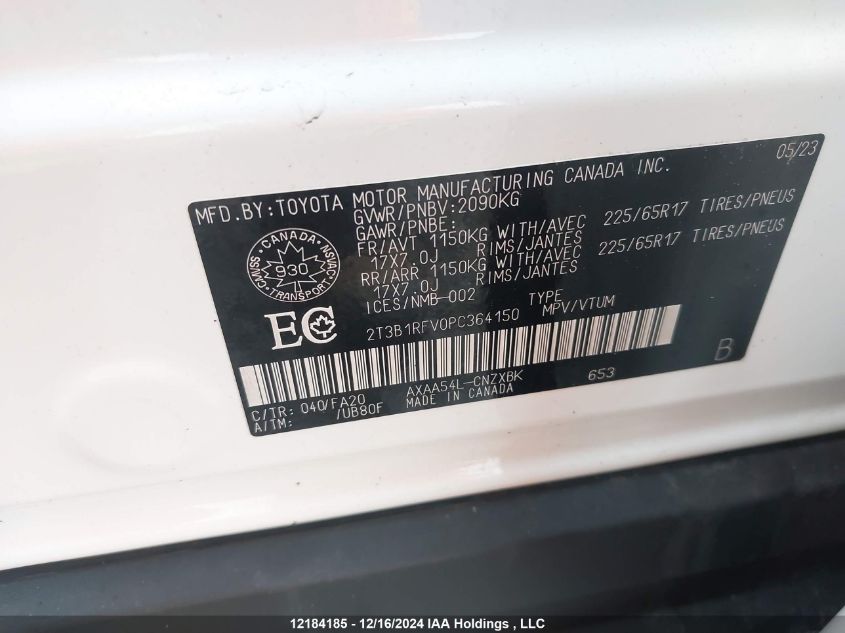 MFD.BY:TOYOTA MOTOR MANUFACTURING CANADA INC. 05/23
GVWR/PNBV:2090KG
GAWR/PNBE:
FR/AVT 1150KG WITH/AVEC 225/65R17 TIRES/PNEUS
17X7.0J RIMS/JANTES
RR/ARR 1150KG WITH/AVEC 225/65R17 TIRES/PNEUS
17X7.0J RIMS/JANTES
ICES/NMB-002 TYPE
CANADA
CMVSS NSVAC
930
TRANSPORT
EC 2T3B1RFV0PC364150 MPV/VTUM
B
C/TR: 040/FA20 AXAA54L-CNZXBK 653
A/TM: /UB80F MADE IN CANADA
12184185 - 12/16/2024 IAA Holdings , LLC